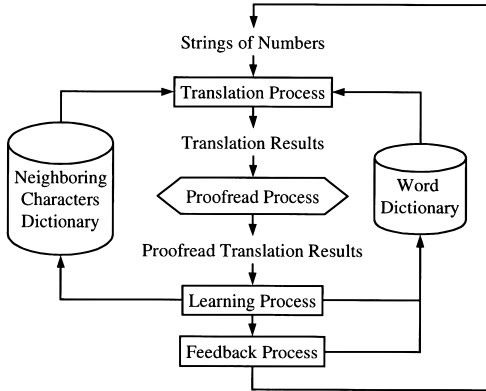 Strings of Numbers
Translation Process
Translation Results
Neighboring
Characters
Dictionary
Proofread Process
Word
Dictionary
Proofread Translation Results
Learning Process
Feedback Process